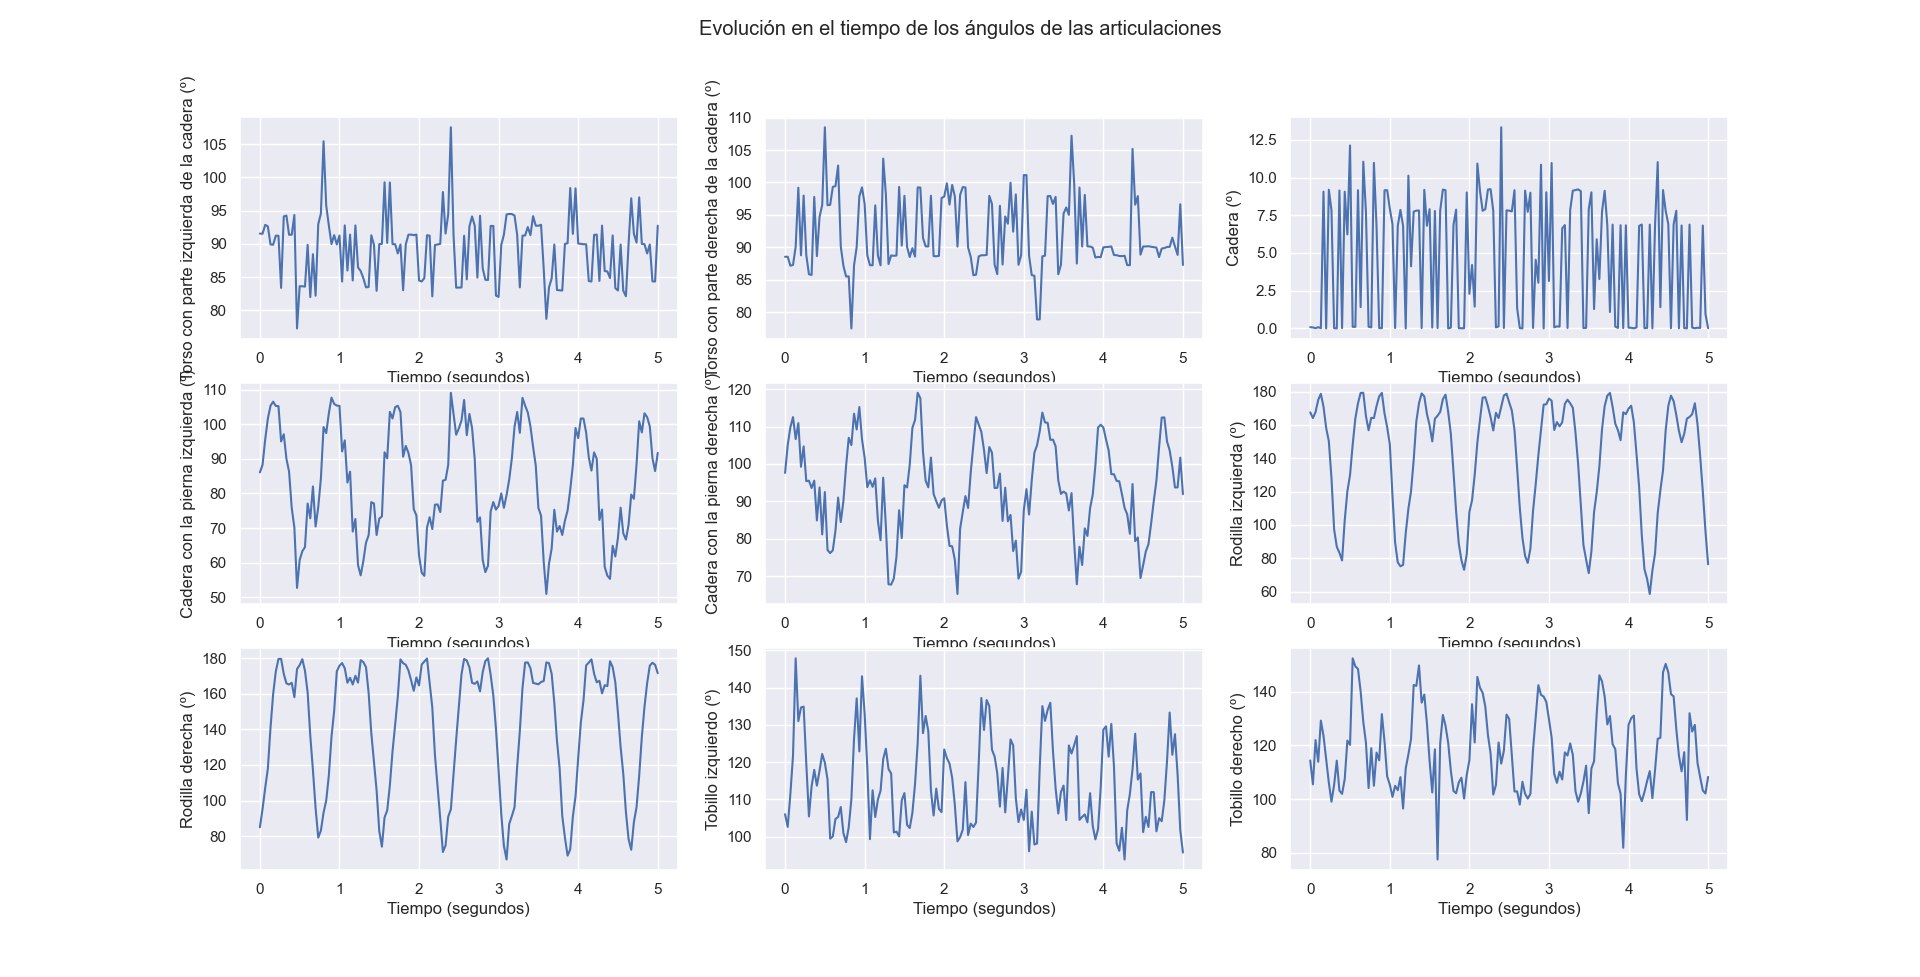 Evolución en el tiempo de los ángulos de las articulaciones
Torso con parte izquierda de la cadera (º)
105
100
95
90
85
80
0 1 2 3 4 5
Tiempo (segundos)
Torso con parte derecha de la cadera (º)
110
105
100
95
90
85
80
0 1 2 3 4 5
Tiempo (segundos)
Cadera (º)
12.5
10.0
7.5
5.0
2.5
0.0
0 1 2 3 4 5
Tiempo (segundos)
Cadera con la pierna izquierda (º)
110
100
90
80
70
60
50
0 1 2 3 4 5
Tiempo (segundos)
Cadera con la pierna derecha (º)
120
110
100
90
80
70
0 1 2 3 4 5
Tiempo (segundos)
Rodilla izquierda (º)
180
160
140
120
100
80
60
0 1 2 3 4 5
Tiempo (segundos)
Rodilla derecha (º)
180
160
140
120
100
80
0 1 2 3 4 5
Tiempo (segundos)
Tobillo izquierdo (º)
150
140
130
120
110
100
0 1 2 3 4 5
Tiempo (segundos)
Tobillo derecho (º)
140
120
100
80
0 1 2 3 4 5
Tiempo (segundos)